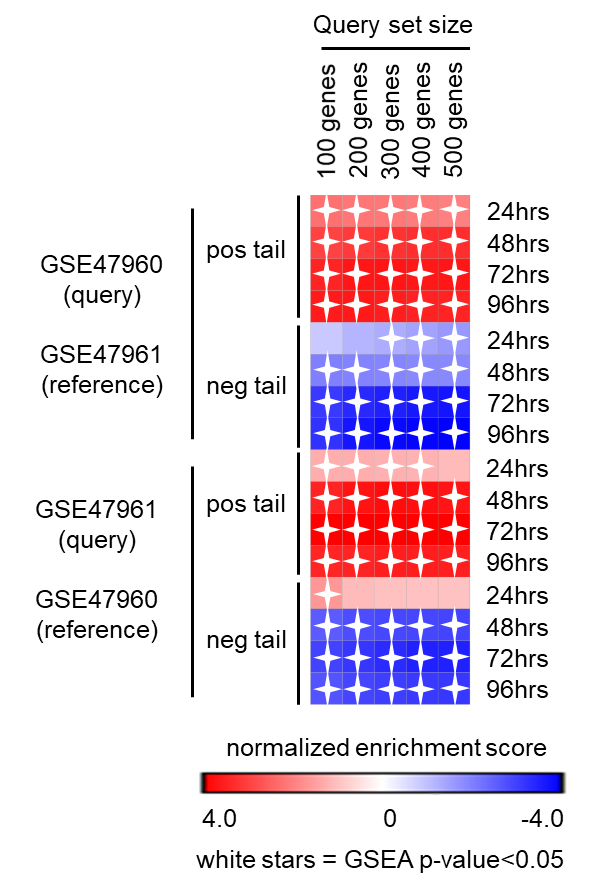 Query set size
100 genes
200 genes
300 genes
400 genes
500 genes
GSE47960
(query)
GSE47961
(reference)
pos tail
24hrs
48hrs
72hrs
96hrs
neg tail
24hrs
48hrs
72hrs
96hrs
GSE47961
(query)
GSE47960
(reference)
pos tail
24hrs
48hrs
72hrs
96hrs
neg tail
24hrs
48hrs
72hrs
96hrs
normalized enrichment score
4.0 0 -4.0
white stars = GSEA p-value<0.05